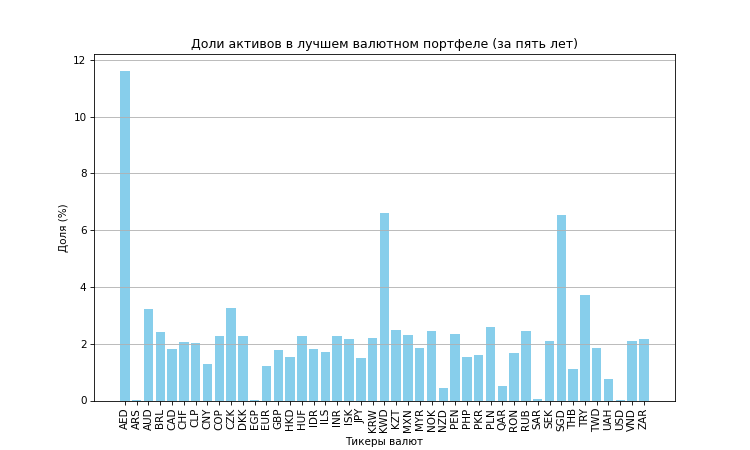 Доли активов в лучшем валютном портфеле (за пять лет)
Доля (%)
12
10
8
6
4
2
0
AED ARS AUD BRL CAD CHF CLP CNY COP CZK DKK EGP EUR GBP HKD HUF IDR ILS INR ISK JPY KRW KWD KZT MXN MYR NOK NZD PEN PHP PKR PLN QAR RON RUB SAR SEK SGD THB TRY TWD UAH USD VND ZAR
Тикеры валют